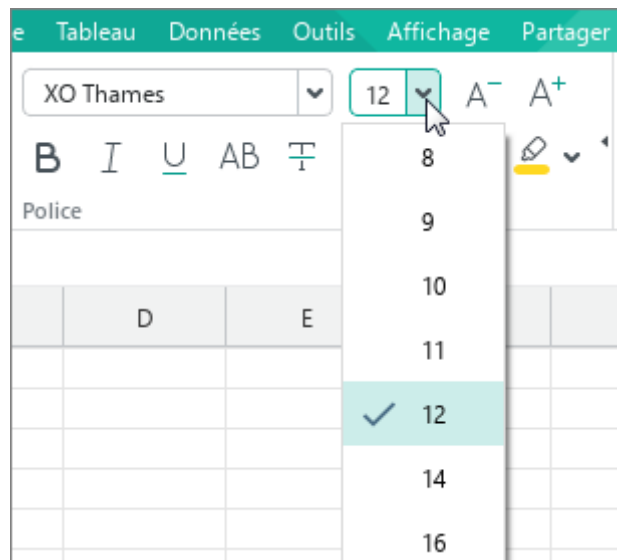 e Tableau Données Outils Affichage Partager
XO Thames 12 A- A+
B I U AB T
8
Police
9
10
D E
11
12
14
16